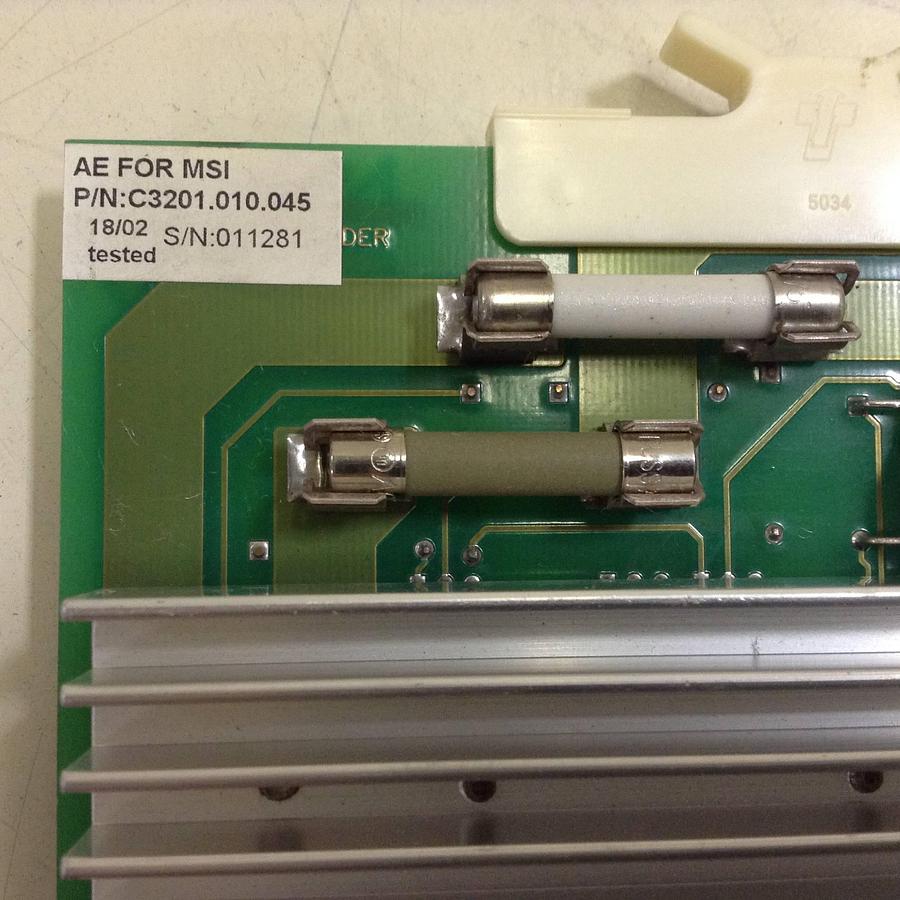 AE FOR MSI
P/N:C3201.010.045
18/02 S/N:011281
tested
DER
5034